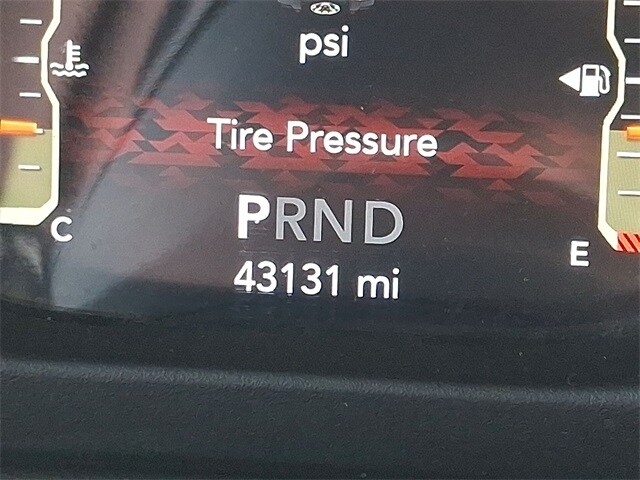 psi
Tire Pressure
PRND
C
E
43131 mi